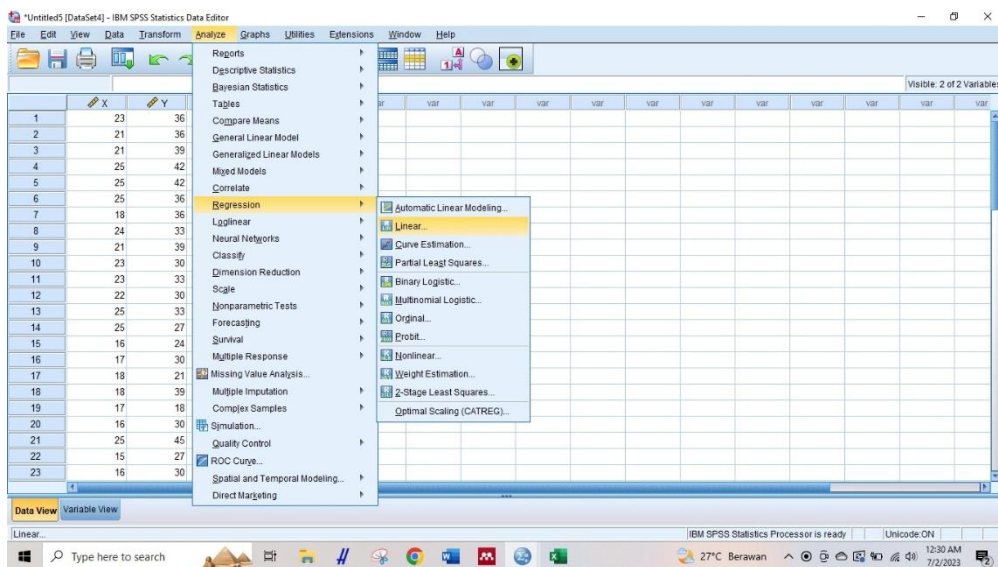 *Untitled5 [DataSet4] - IBM SPSS Statistics Data Editor
File Edit View Data Transform Analyze Graphs Utilities Extensions Window Help
Visible: 2 of 2 Variables
X Y var var var var var var var var var var var
1 23 36
2 21 36
3 21 39
4 25 42
5 25 42
6 25 36
7 18 36
8 24 33
9 21 39
10 23 30
11 23 33
12 22 30
13 25 33
14 25 27
15 16 24
16 17 30
17 18 21
18 18 39
19 17 18
20 16 30
21 25 45
22 15 27
23 16 30
Reports
Descriptive Statistics
Bayesian Statistics
Tables
Compare Means
General Linear Model
Generalized Linear Models
Mixed Models
Correlate
Regression
Loglinear
Neural Networks
Classify
Dimension Reduction
Scale
Nonparametric Tests
Forecasting
Survival
Multiple Response
Missing Value Analysis...
Multiple Imputation
Complex Samples
Simulation...
Quality Control
ROC Curve...
Spatial and Temporal Modeling...
Direct Marketing
Automatic Linear Modeling...
Linear...
Curve Estimation...
Partial Least Squares...
Binary Logistic...
Multinomial Logistic...
Ordinal...
Probit...
Nonlinear...
Weight Estimation...
2-Stage Least Squares...
Optimal Scaling (CATREG)...
Data View Variable View
Linear...
IBM SPSS Statistics Processor is ready Unicode:ON
Type here to search
27°C Berawan
12:30 AM
7/2/2023